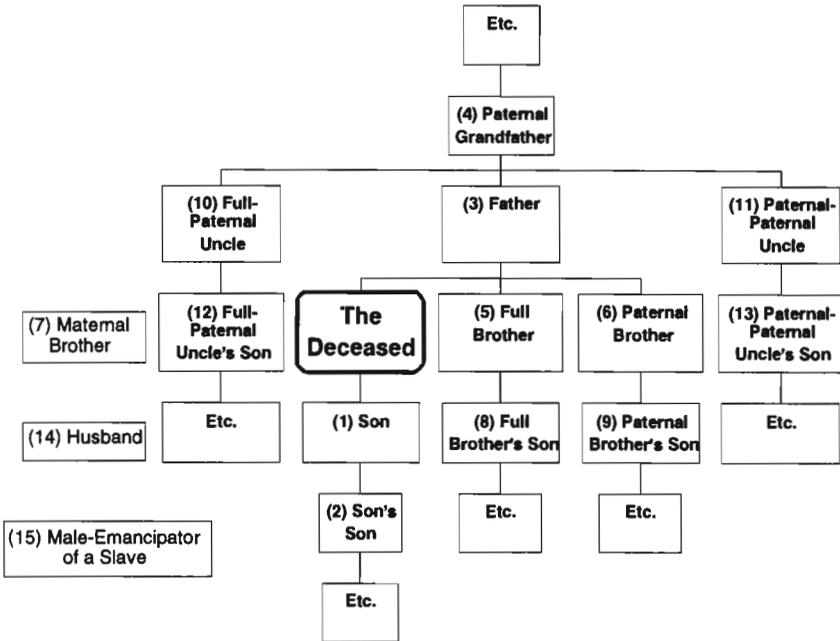 Etc.
(4) Paternal
Grandfather
(10) Full-
Paternal
Uncle
(3) Father
(11) Paternal-
Paternal
Uncle
(7) Maternal
Brother
(12) Full-
Paternal
Uncle's Son
The
Deceased
(5) Full
Brother
(6) Paternal
Brother
(13) Paternal-
Paternal
Uncle's Son
(14) Husband
Etc.
(1) Son
(8) Full
Brother's Son
(9) Paternal
Brother's Son
Etc.
(15) Male-Emancipator
of a Slave
(2) Son's
Son
Etc.
Etc.
Etc.